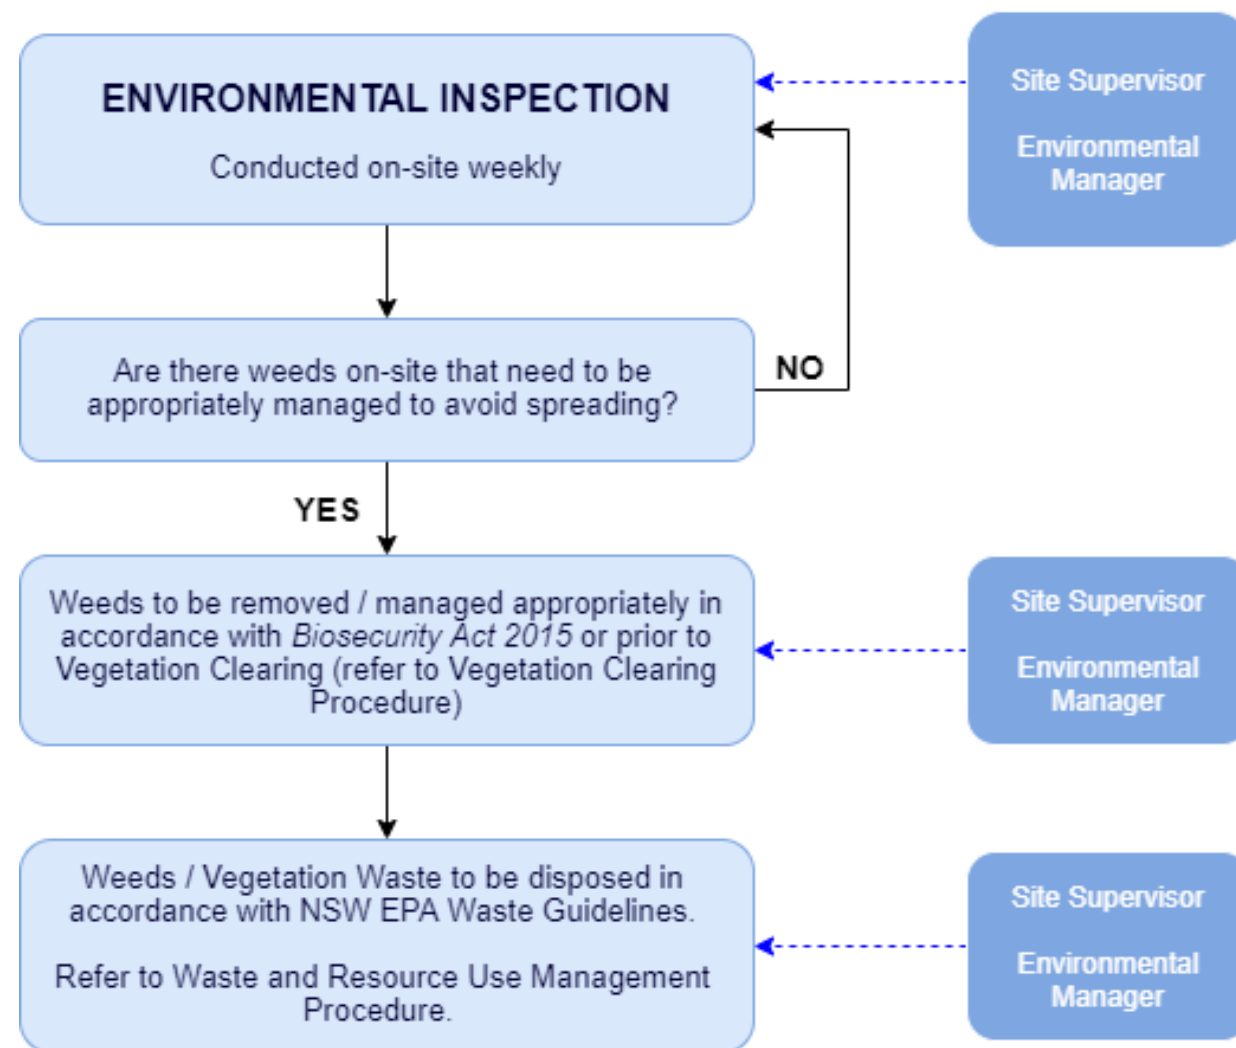 ENVIRONMENTAL INSPECTION
Conducted on-site weekly
Site Supervisor
Environmental
Manager
Are there weeds on-site that need to be
appropriately managed to avoid spreading?
NO
YES
Weeds to be removed / managed appropriately in
accordance with Biosecurity Act 2015 or prior to
Vegetation Clearing (refer to Vegetation Clearing
Procedure)
Site Supervisor
Environmental
Manager
Weeds / Vegetation Waste to be disposed in
accordance with NSW EPA Waste Guidelines.
Refer to Waste and Resource Use Management
Procedure.
Site Supervisor
Environmental
Manager